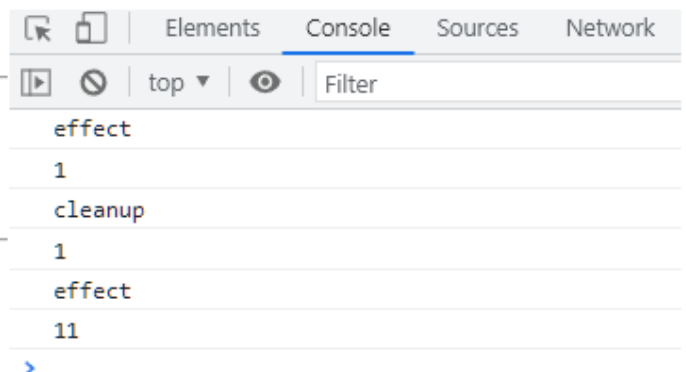 Elements Console Sources Network
top ▼ Filter
effect
1
cleanup
1
effect
11